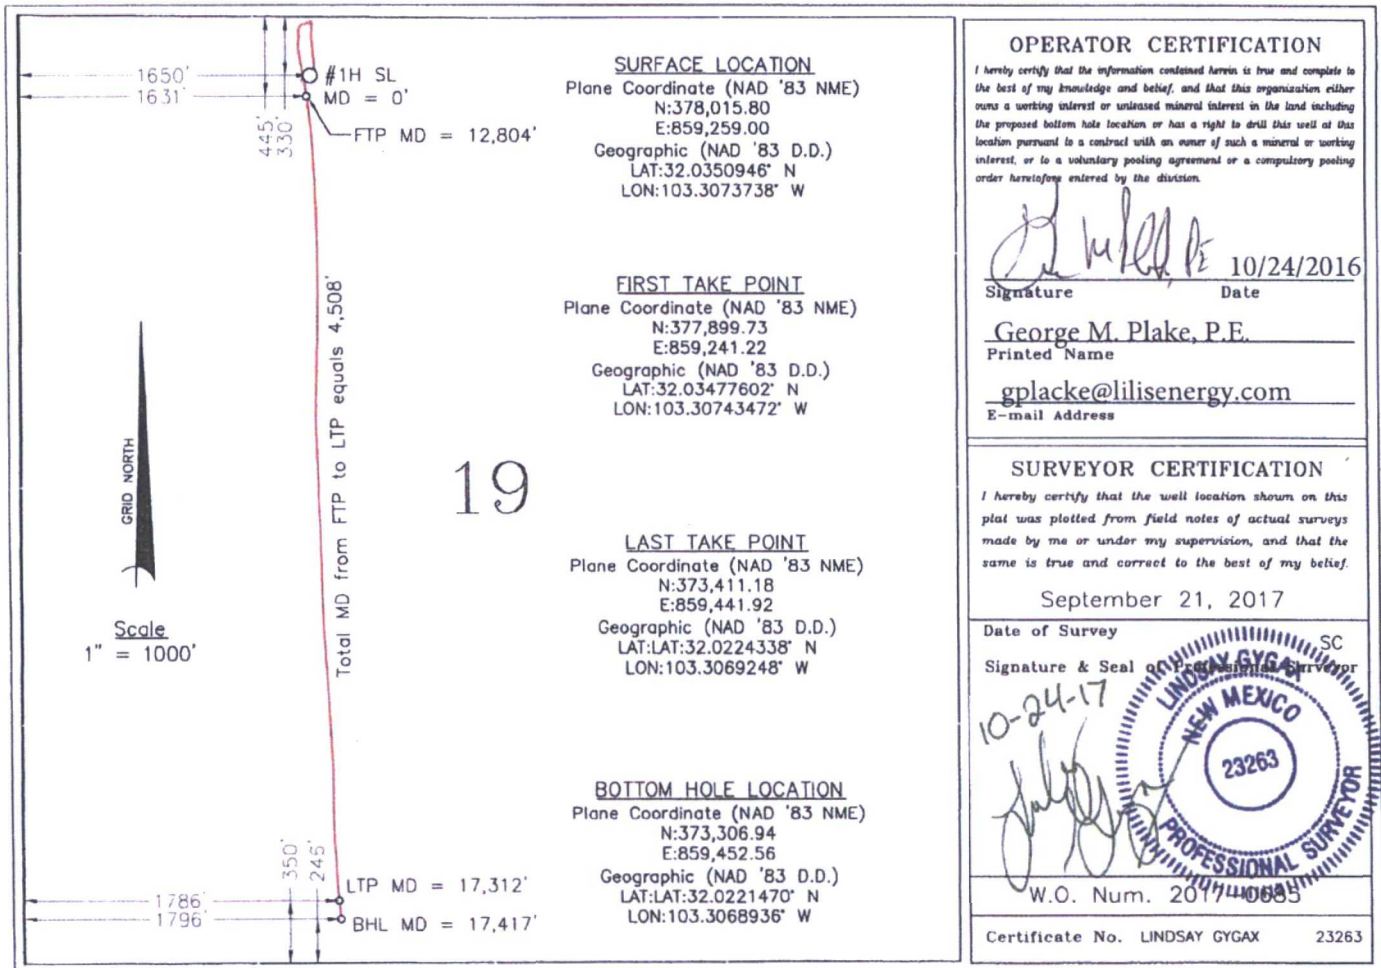 1650'
1631'
445'
330'
#1H SL
MD = 0'
FTP MD = 12,804'
Total MD from FTP to LTP equals 4,508'
GRID NORTH
Scale
1" = 1000'
19
350'
246'
LTP MD = 17,312'
1786'
1796'
BHL MD = 17,417'
SURFACE LOCATION
Plane Coordinate (NAD '83 NME)
N:378,015.80
E:859,259.00
Geographic (NAD '83 D.D.)
LAT:32.0350946° N
LON:103.3073738° W
FIRST TAKE POINT
Plane Coordinate (NAD '83 NME)
N:377,899.73
E:859,241.22
Geographic (NAD '83 D.D.)
LAT:32.03477602° N
LON:103.30743472° W
LAST TAKE POINT
Plane Coordinate (NAD '83 NME)
N:373,411.18
E:859,441.92
Geographic (NAD '83 D.D.)
LAT:LAT:32.0224338° N
LON:103.3069248° W
BOTTOM HOLE LOCATION
Plane Coordinate (NAD '83 NME)
N:373,306.94
E:859,452.56
Geographic (NAD '83 D.D.)
LAT:LAT:32.0221470° N
LON:103.3068936° W
OPERATOR CERTIFICATION
I hereby certify that the information contained herein is true and complete to
the best of my knowledge and belief, and that this organization either
owns a working interest or unleased mineral interest in the land including
the proposed bottom hole location or has a right to drill this well at this
location pursuant to a contract with an owner of such a mineral or working
interest, or to a voluntary pooling agreement or a compulsory pooling
order heretofore entered by the division.
10/24/2016
Signature Date
George M. Plake, P.E.
Printed Name
gplacke@lilisenergy.com
E-mail Address
SURVEYOR CERTIFICATION
I hereby certify that the well location shown on this
plat was plotted from field notes of actual surveys
made by me or under my supervision, and that the
same is true and correct to the best of my belief.
September 21, 2017
Date of Survey
SC
Signature & Seal of Professional Surveyor
10-24-17
LINDSAY GYGAX
NEW MEXICO
23263
PROFESSIONAL SURVEYOR
W.O. Num. 2017-0685
Certificate No. LINDSAY GYGAX 23263